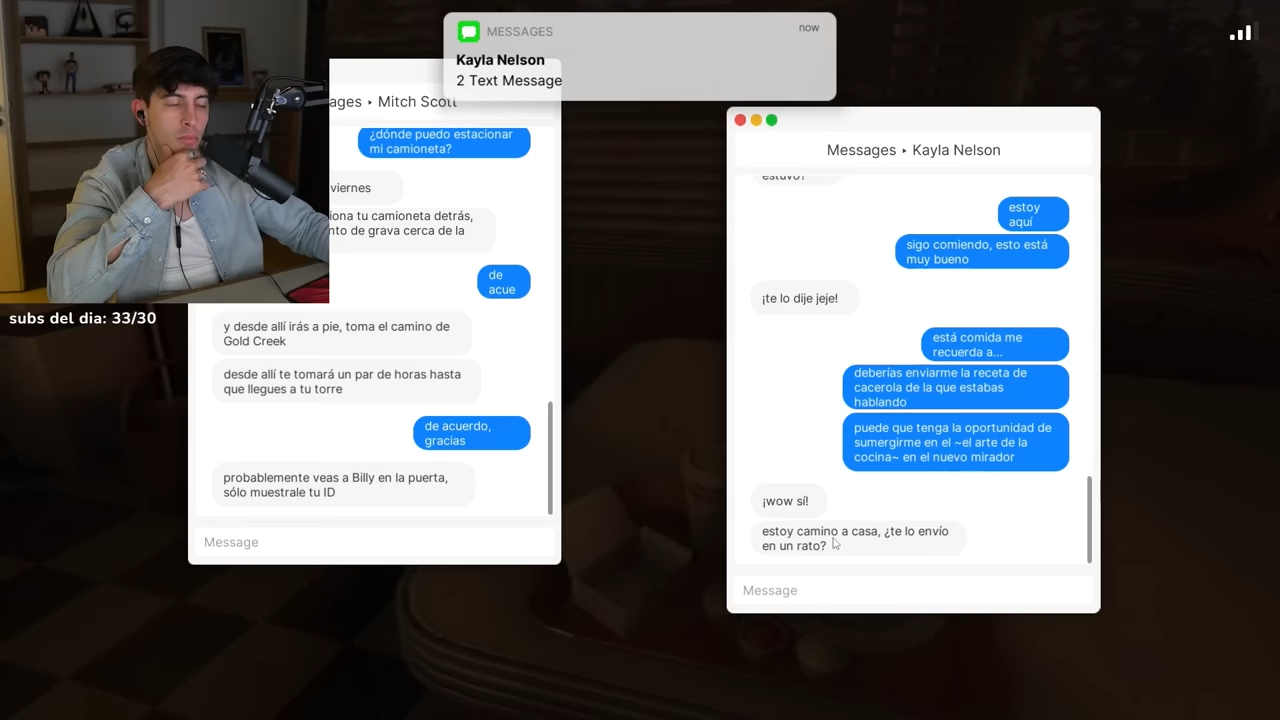 MESSAGES
now
Kayla Nelson
2 Text Message
ages ‣ Mitch Scott
¿dónde puedo estacionar
mi camioneta?
viernes
iona tu camioneta detrás,
nto de grava cerca de la
de
acue
y desde allí irás a pie, toma el camino de
Gold Creek
desde allí te tomará un par de horas hasta
que llegues a tu torre
de acuerdo,
gracias
probablemente veas a Billy en la puerta,
sólo muestrale tu ID
Message
subs del dia: 33/30
Messages ‣ Kayla Nelson
estuvo?
estoy
aquí
sigo comiendo, esto está
muy bueno
¡te lo dije jeje!
está comida me
recuerda a...
deberías enviarme la receta de
cacerola de la que estabas
hablando
puede que tenga la oportunidad de
sumergirme en el ~el arte de la
cocina~ en el nuevo mirador
¡wow sí!
estoy camino a casa, ¿te lo envío
en un rato?
Message